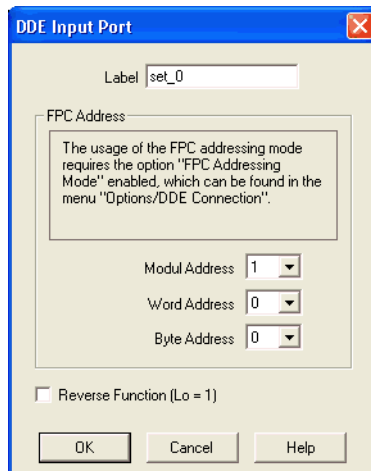 DDE Input Port
Label set_0
FPC Address
The usage of the FPC addressing mode
requires the option "FPC Addressing
Mode" enabled, which can be found in the
menu "Options/DDE Connection".
Modul Address 1
Word Address 0
Byte Address 0
Reverse Function (Lo = 1)
OK Cancel Help